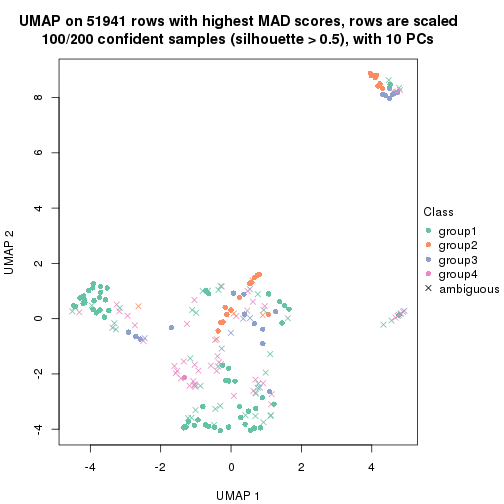 UMAP on 51941 rows with highest MAD scores, rows are scaled
100/200 confident samples (silhouette > 0.5), with 10 PCs
8
6
4
2
0
-2
-4
UMAP 2
-4
-2
0
2
4
UMAP 1
Class
group1
group2
group3
group4
ambiguous